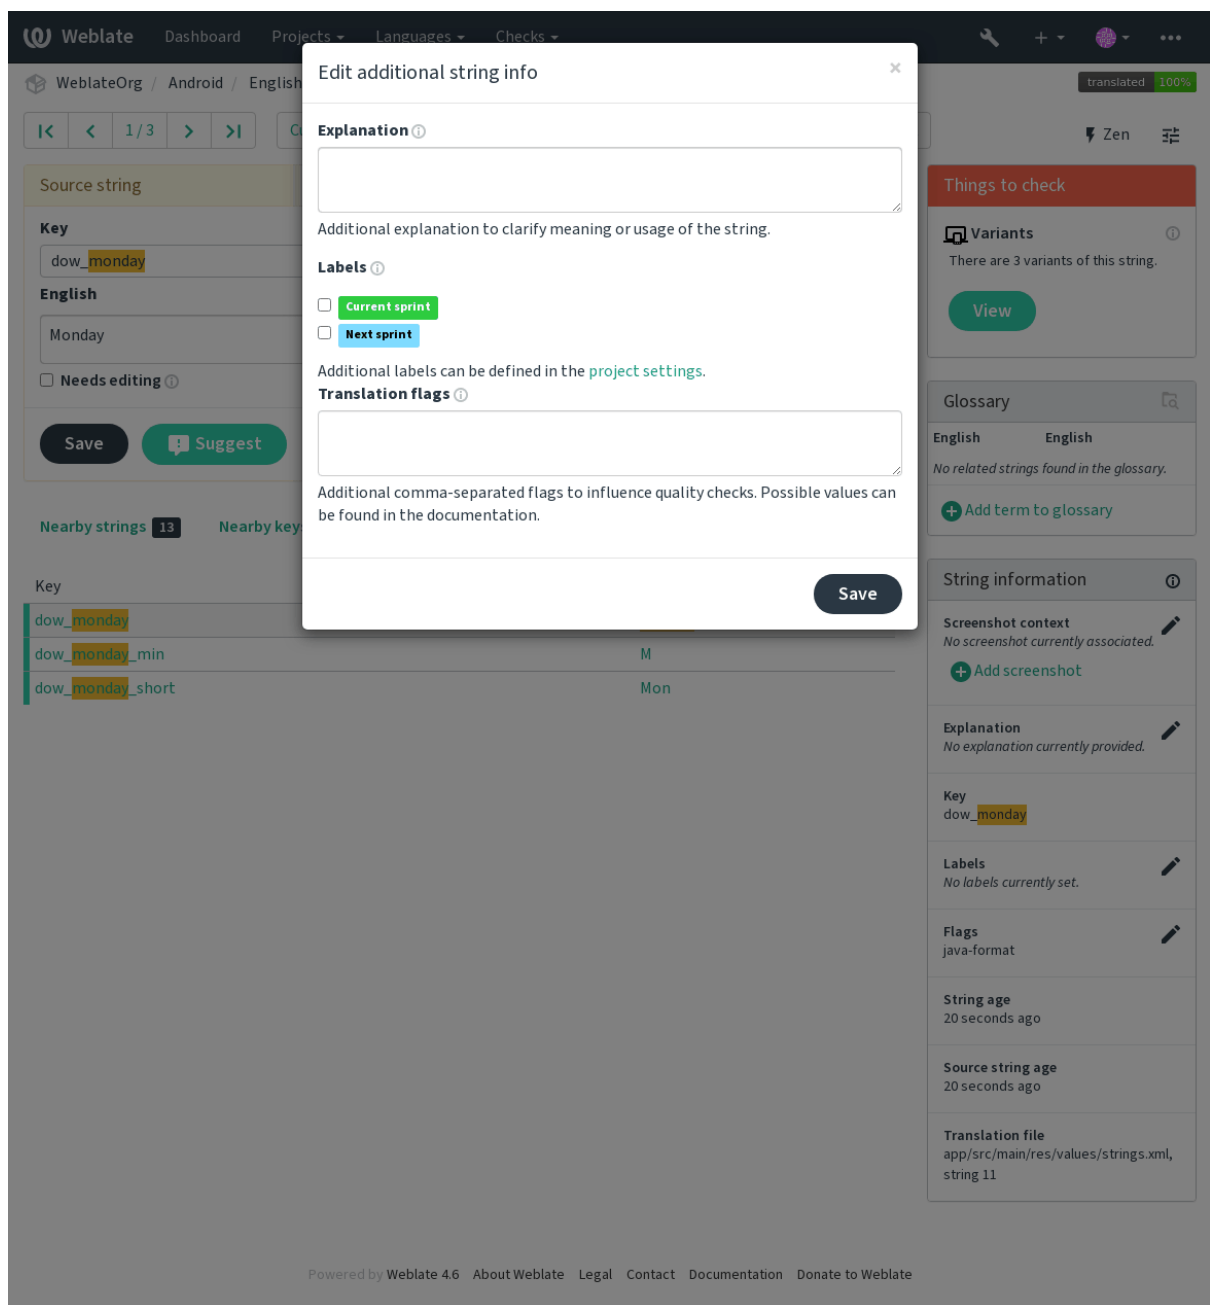 Weblate Dashboard Projects Languages Checks
WeblateOrg / Android / English
translated 100%
1 / 3
Zen
Edit additional string info
×
Explanation
Additional explanation to clarify meaning or usage of the string.
Labels
Current sprint
Next sprint
Additional labels can be defined in the project settings.
Translation flags
Additional comma-separated flags to influence quality checks. Possible values can
be found in the documentation.
Save
Source string
Key
dow_monday
English
Monday
Needs editing
Save Suggest
Nearby strings 13 Nearby key
Key
dow_monday
dow_monday_min M
dow_monday_short Mon
Things to check
Variants
There are 3 variants of this string.
View
Glossary
English English
No related strings found in the glossary.
Add term to glossary
String information
Screenshot context
No screenshot currently associated.
Add screenshot
Explanation
No explanation currently provided.
Key
dow_monday
Labels
No labels currently set.
Flags
java-format
String age
20 seconds ago
Source string age
20 seconds ago
Translation file
app/src/main/res/values/strings.xml,
string 11
Powered by Weblate 4.6 About Weblate Legal Contact Documentation Donate to Weblate